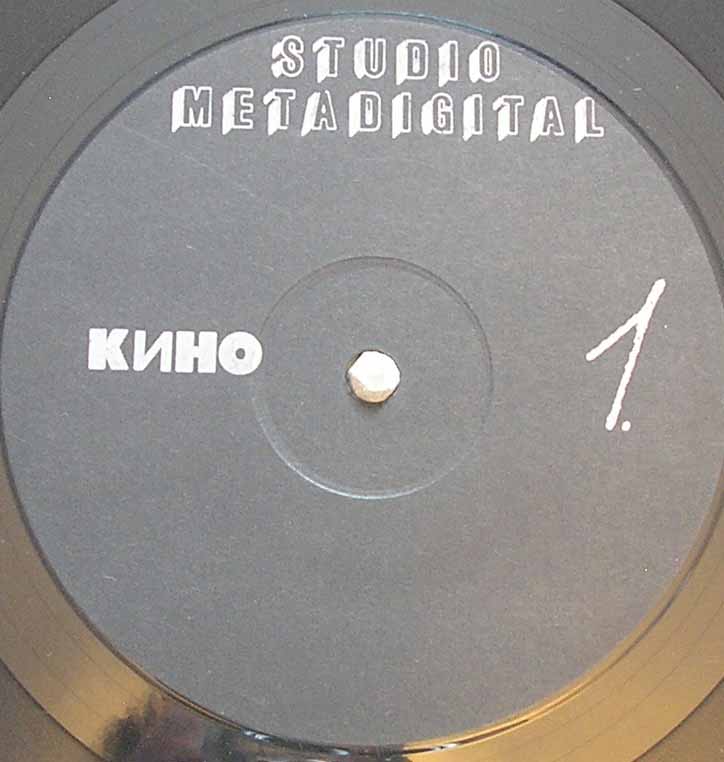 STUDIO
METADIGITAL
КИНО
1.